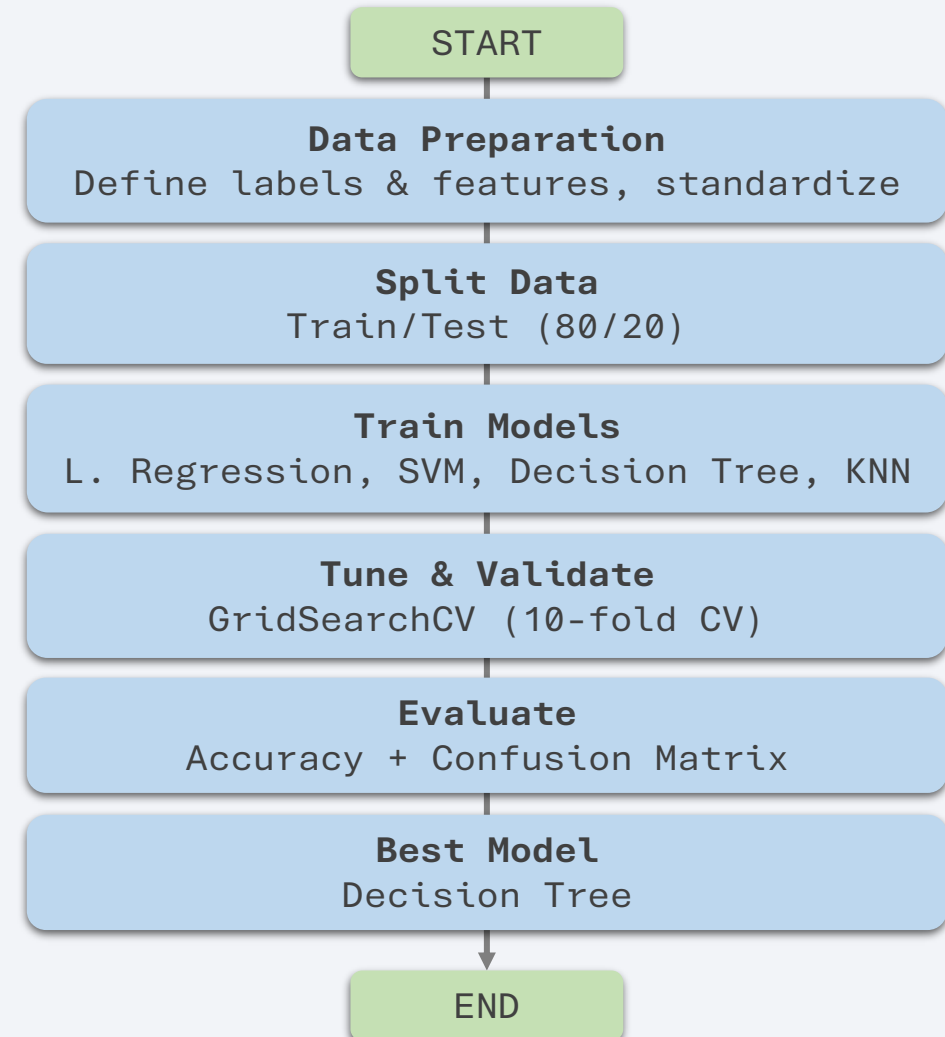 START
Data Preparation
Define labels & features, standardize
Split Data
Train/Test (80/20)
Train Models
L. Regression, SVM, Decision Tree, KNN
Tune & Validate
GridSearchCV (10-fold CV)
Evaluate
Accuracy + Confusion Matrix
Best Model
Decision Tree
END